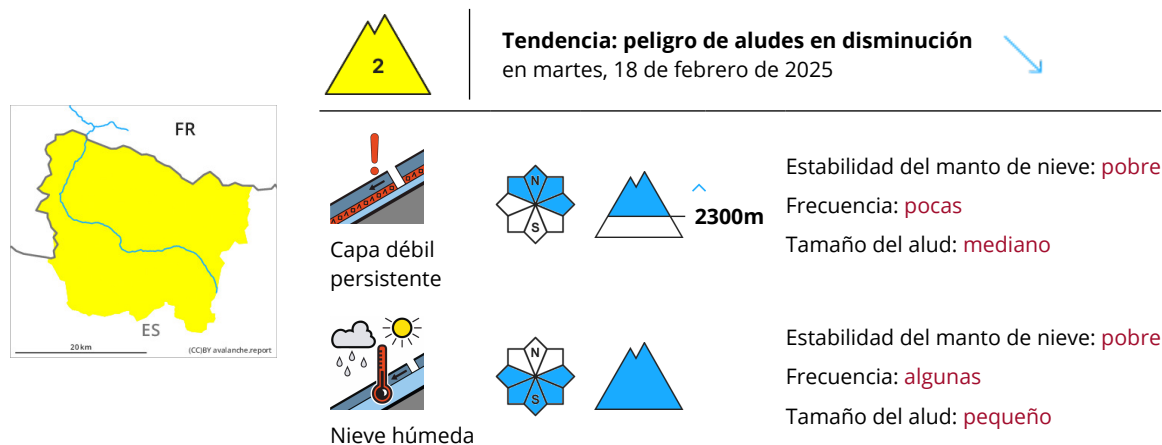 2
Tendencia: peligro de aludes en disminución
en martes, 18 de febrero de 2025
FR
ES
20 km
(CC)BY avalanche.report
N
S
2300m
Capa débil
persistente
Estabilidad del manto de nieve: pobre
Frecuencia: pocas
Tamaño del alud: mediano
N
S
Nieve húmeda
Estabilidad del manto de nieve: pobre
Frecuencia: algunas
Tamaño del alud: pequeño